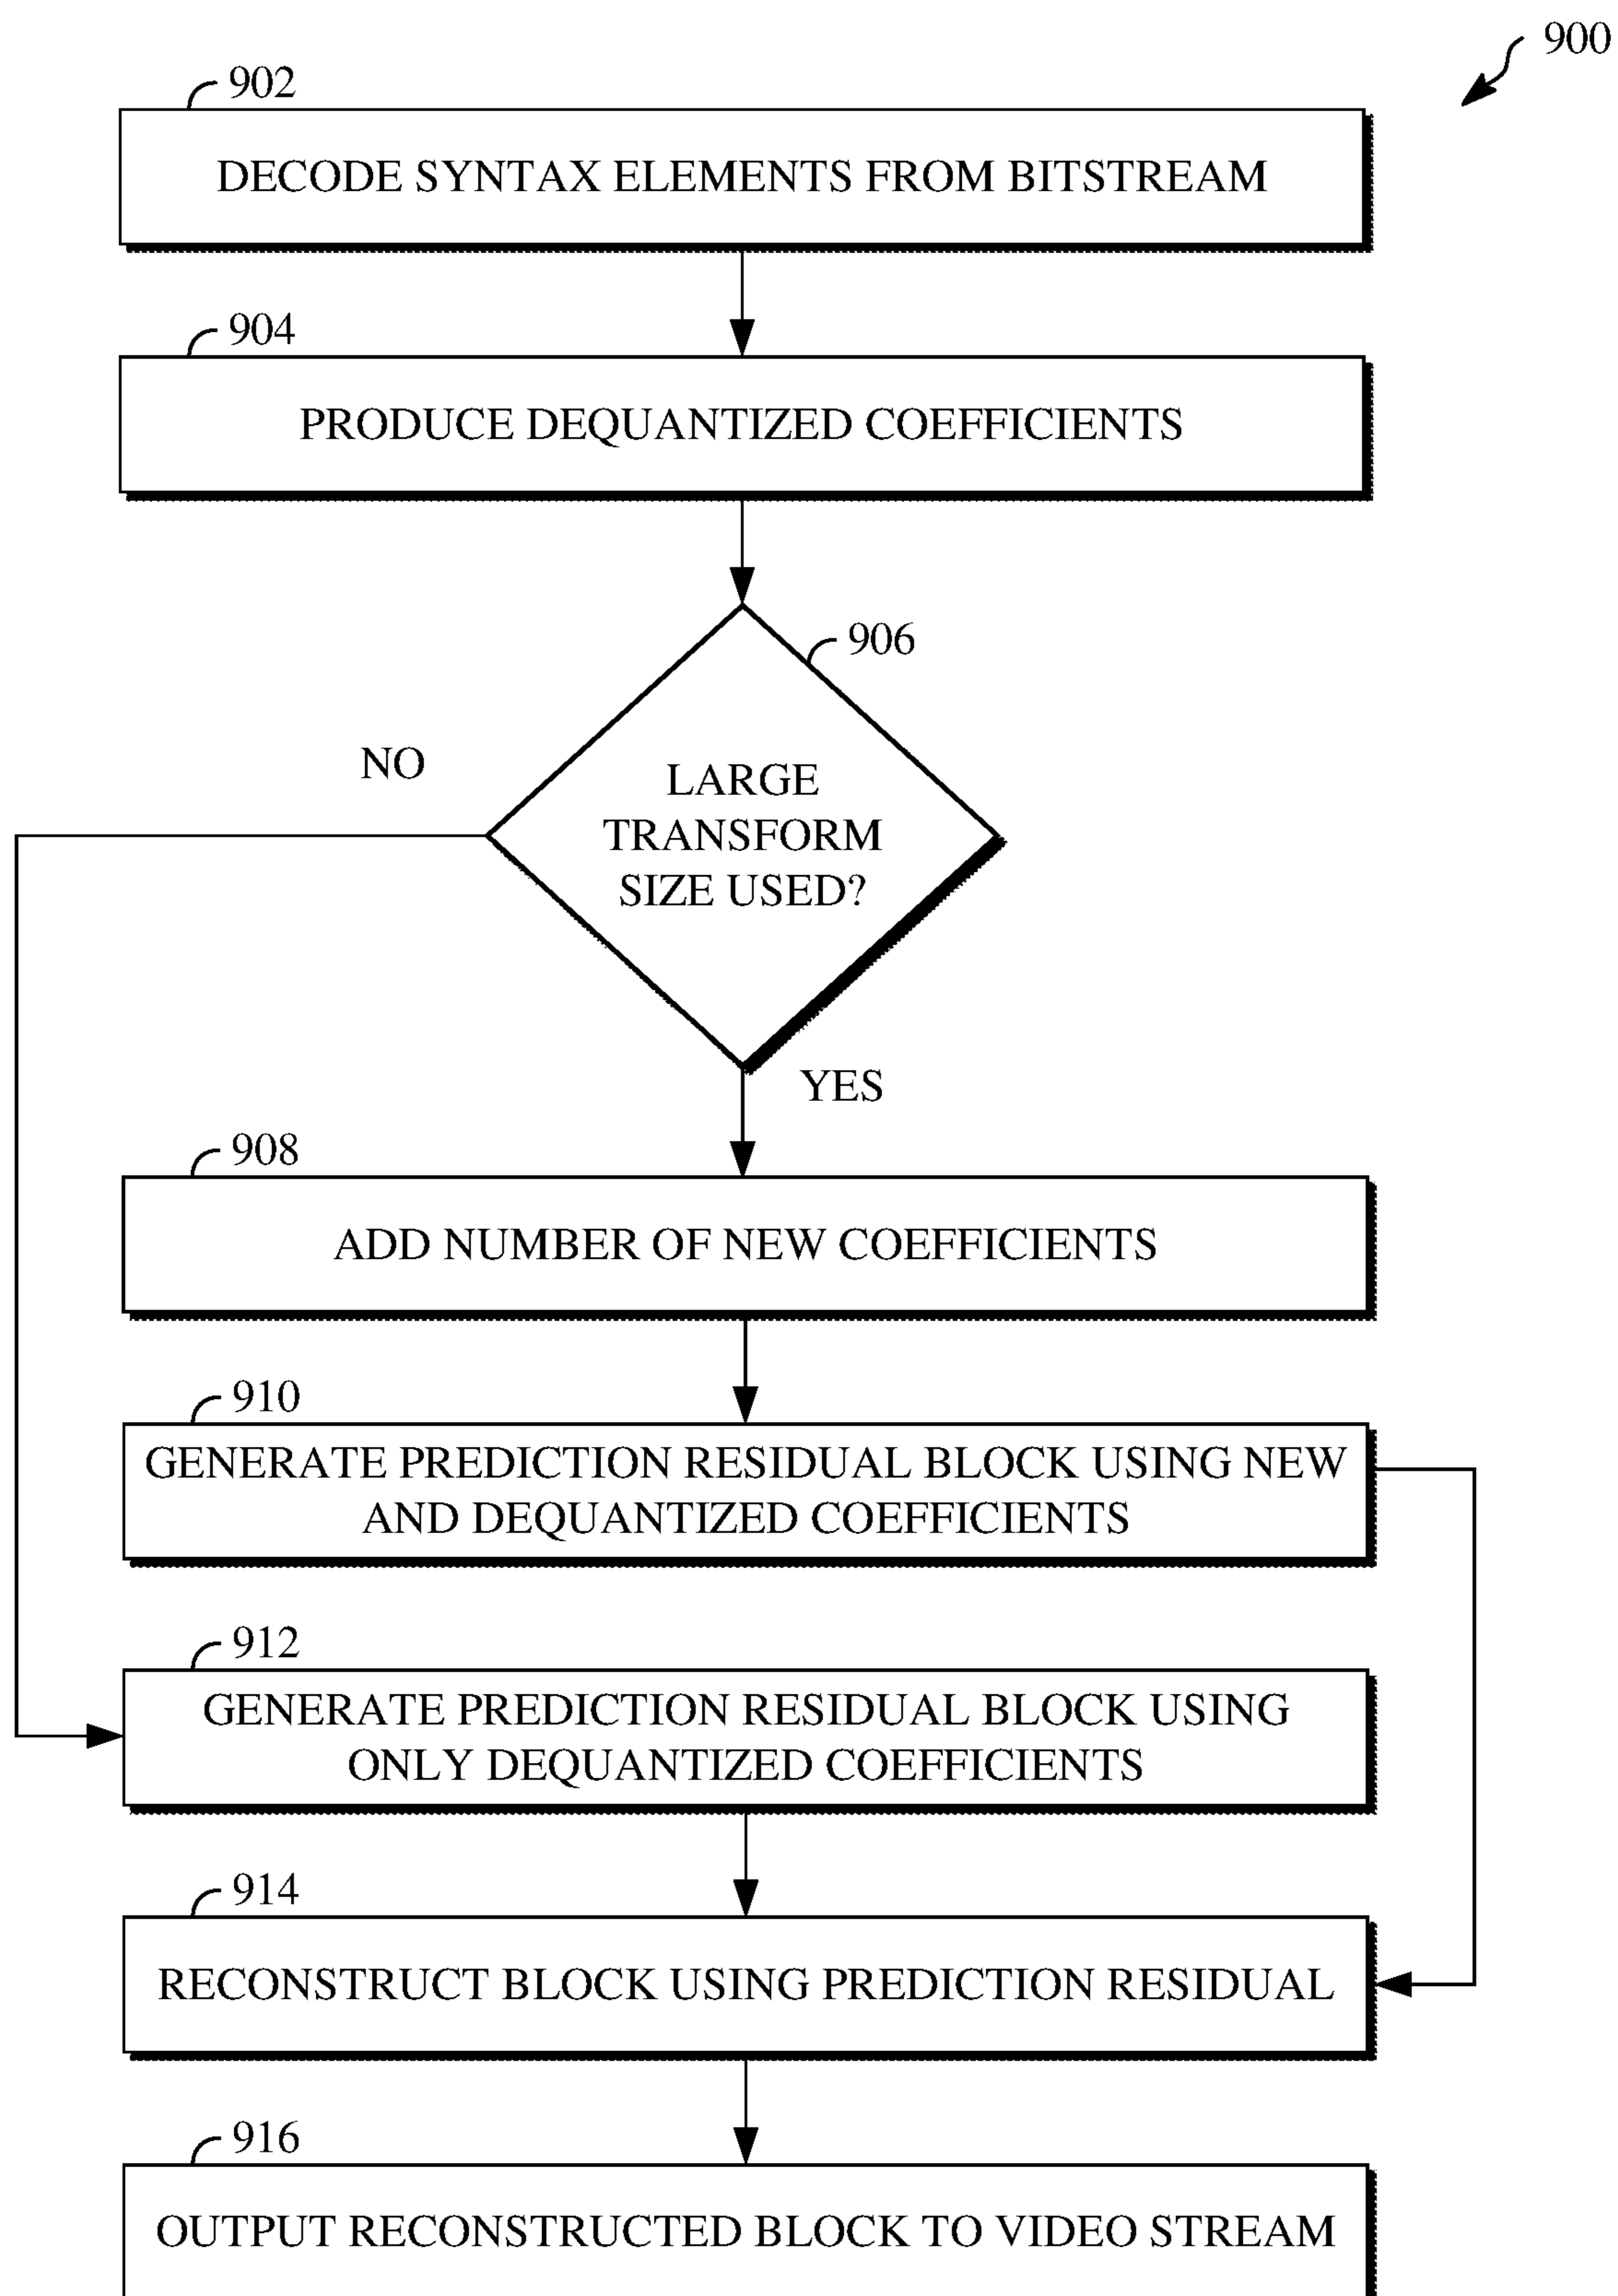 900
902
DECODE SYNTAX ELEMENTS FROM BITSTREAM
904
PRODUCE DEQUANTIZED COEFFICIENTS
906
NO
LARGE
TRANSFORM
SIZE USED?
YES
908
ADD NUMBER OF NEW COEFFICIENTS
910
GENERATE PREDICTION RESIDUAL BLOCK USING NEW
AND DEQUANTIZED COEFFICIENTS
912
GENERATE PREDICTION RESIDUAL BLOCK USING
ONLY DEQUANTIZED COEFFICIENTS
914
RECONSTRUCT BLOCK USING PREDICTION RESIDUAL
916
OUTPUT RECONSTRUCTED BLOCK TO VIDEO STREAM